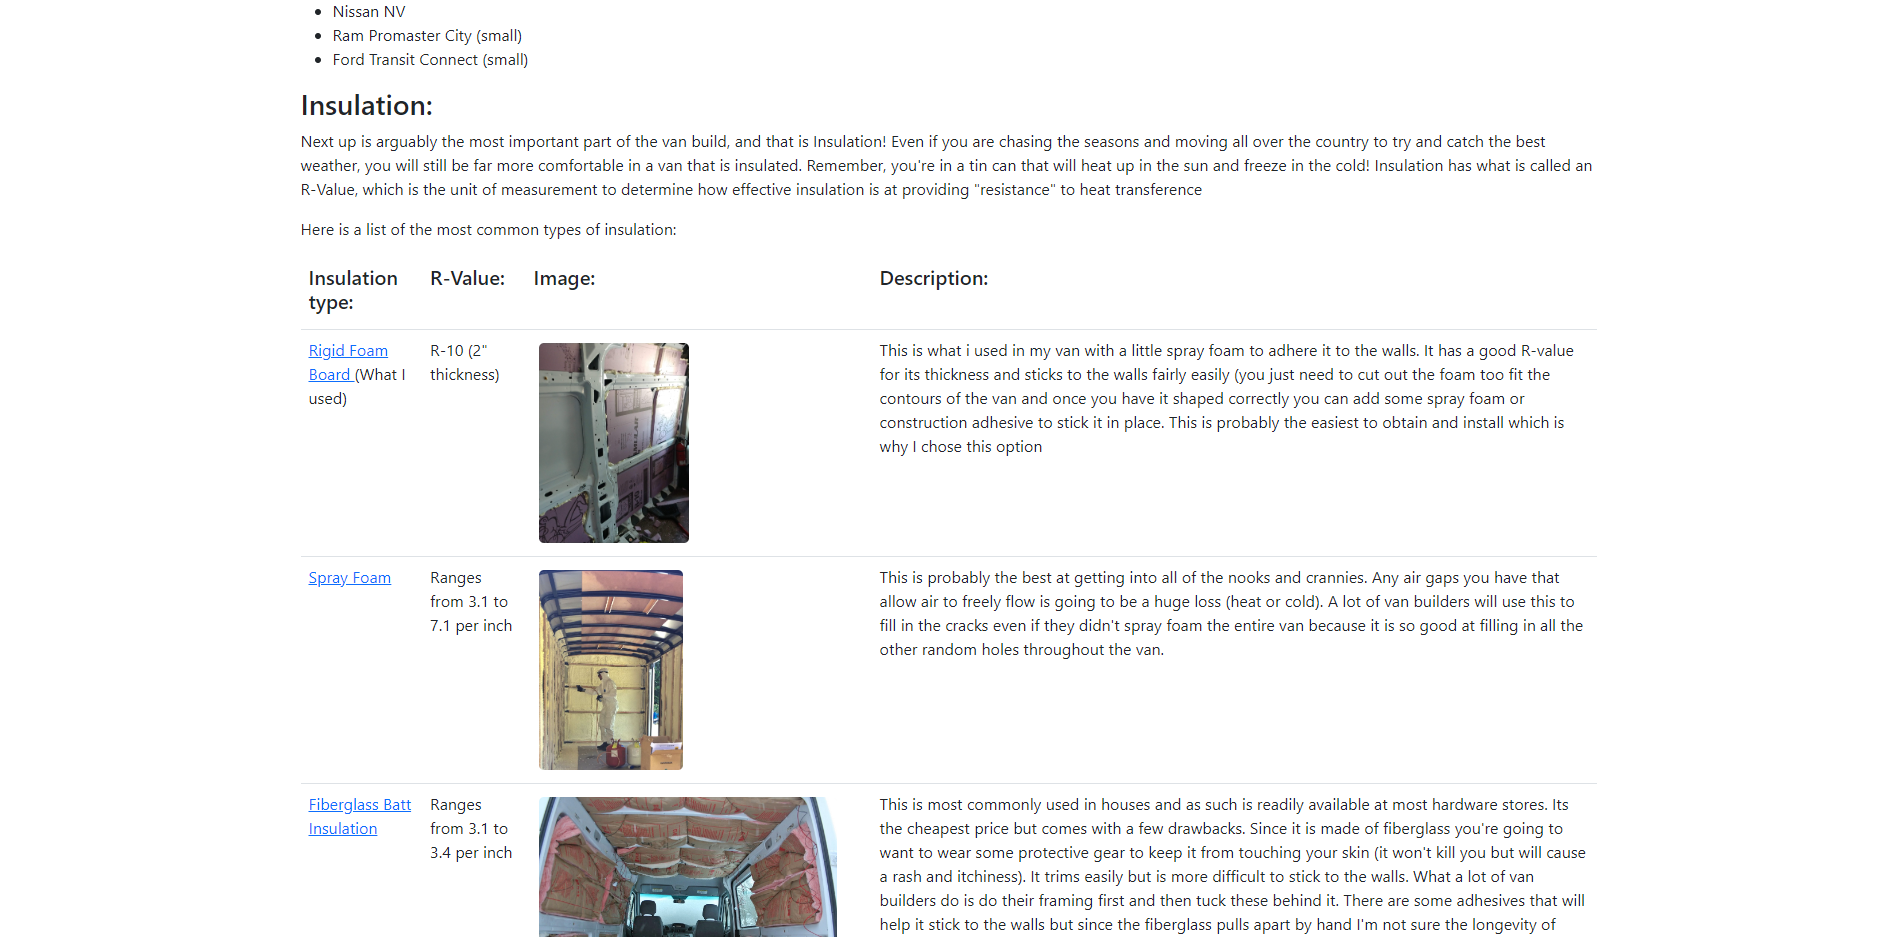 Nissan NV
Ram Promaster City (small)
Ford Transit Connect (small)
Insulation:
Next up is arguably the most important part of the van build, and that is Insulation! Even if you are chasing the seasons and moving all over the country to try and catch the best
weather, you will still be far more comfortable in a van that is insulated. Remember, you're in a tin can that will heat up in the sun and freeze in the cold! Insulation has what is called an
R-Value, which is the unit of measurement to determine how effective insulation is at providing "resistance" to heat transference
Here is a list of the most common types of insulation:
Insulation
type:
R-Value:
Image:
Description:
Rigid Foam
Board (What I
used)
R-10 (2"
thickness)
This is what i used in my van with a little spray foam to adhere it to the walls. It has a good R-value
for its thickness and sticks to the walls fairly easily (you just need to cut out the foam too fit the
contours of the van and once you have it shaped correctly you can add some spray foam or
construction adhesive to stick it in place. This is probably the easiest to obtain and install which is
why I chose this option
Spray Foam
Ranges
from 3.1 to
7.1 per inch
This is probably the best at getting into all of the nooks and crannies. Any air gaps you have that
allow air to freely flow is going to be a huge loss (heat or cold). A lot of van builders will use this to
fill in the cracks even if they didn't spray foam the entire van because it is so good at filling in all the
other random holes throughout the van.
Fiberglass Batt
Insulation
Ranges
from 3.1 to
3.4 per inch
This is most commonly used in houses and as such is readily available at most hardware stores. Its
the cheapest price but comes with a few drawbacks. Since it is made of fiberglass you're going to
want to wear some protective gear to keep it from touching your skin (it won't kill you but will cause
a rash and itchiness). It trims easily but is more difficult to stick to the walls. What a lot of van
builders do is do their framing first and then tuck these behind it. There are some adhesives that will
help it stick to the walls but since the fiberglass pulls apart by hand I'm not sure the longevity of